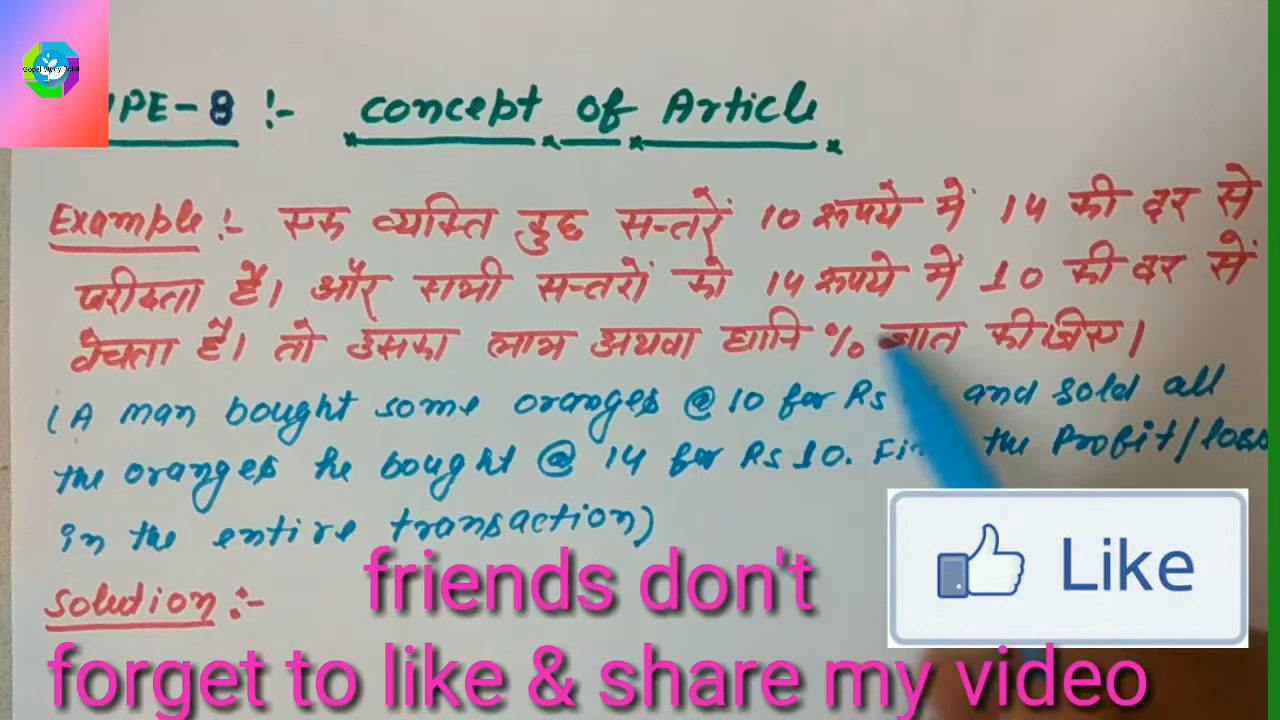 YPE-8 :- concept of Article
Example :- एक व्यक्ति कुछ सन्तरें 10 रूपये में 14 की दर से
खरीदता है। और सभी सन्तरों को 14 रूपये में 10 की दर सें
बेचता है। तो उसका लाभ अथवा हानि % ज्ञात कीजिए।
(A man bought some oranges @ 10 for Rs and sold all
the oranges he bought @ 14 for Rs 10. the Profit/loss
in the entire transaction)
Solution :-
friends don't
forget to like & share my video
Like